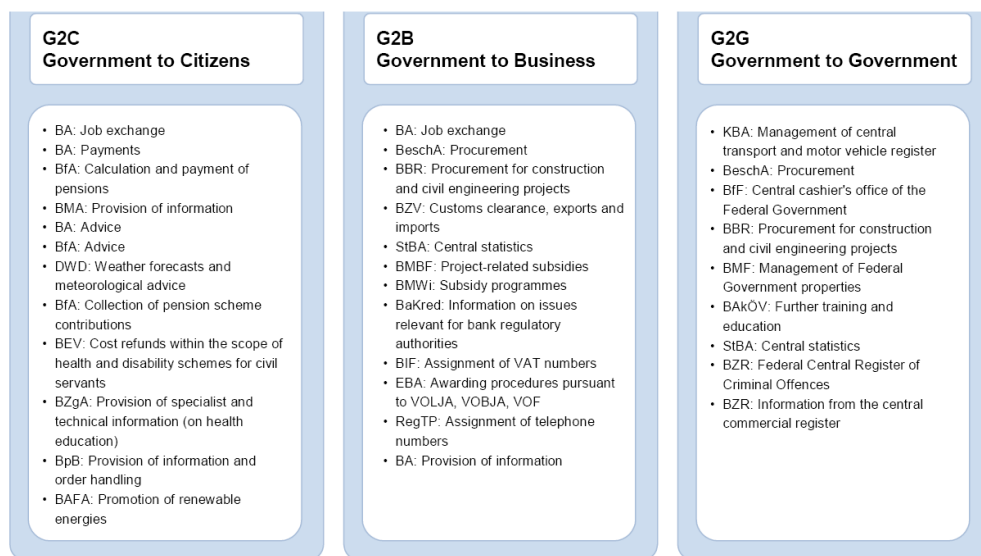 G2C
Government to Citizens
• BA: Job exchange
• BA: Payments
• BfA: Calculation and payment of
pensions
• BMA: Provision of information
• BA: Advice
• BfA: Advice
• DWD: Weather forecasts and
meteorological advice
• BfA: Collection of pension scheme
contributions
• BEV: Cost refunds within the scope of
health and disability schemes for civil
servants
• BZgA: Provision of specialist and
technical information (on health
education)
• BpB: Provision of information and
order handling
• BAFA: Promotion of renewable
energies
G2B
Government to Business
• BA: Job exchange
• BeschA: Procurement
• BBR: Procurement for construction
and civil engineering projects
• BZV: Customs clearance, exports and
imports
• StBA: Central statistics
• BMBF: Project-related subsidies
• BMWi: Subsidy programmes
• BaKred: Information on issues
relevant for bank regulatory
authorities
• BIF: Assignment of VAT numbers
• EBA: Awarding procedures pursuant
to VOLJA, VOBJA, VOF
• RegTP: Assignment of telephone
numbers
• BA: Provision of information
G2G
Government to Government
• KBA: Management of central
transport and motor vehicle register
• BeschA: Procurement
• BfF: Central cashier's office of the
Federal Government
• BBR: Procurement for construction
and civil engineering projects
• BMF: Management of Federal
Government properties
• BAkÖV: Further training and
education
• StBA: Central statistics
• BZR: Federal Central Register of
Criminal Offences
• BZR: Information from the central
commercial register